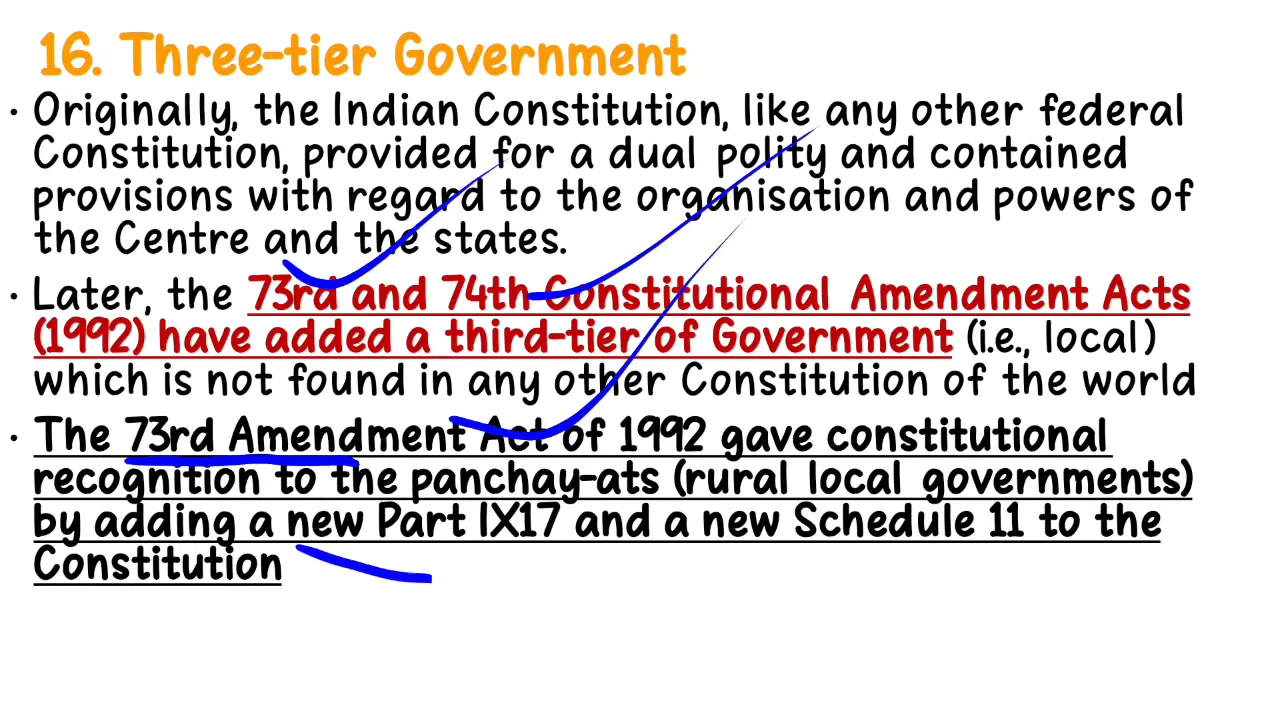 16. Three-tier Government
• Originally, the Indian Constitution, like any other federal
Constitution, provided for a dual polity and contained
provisions with regard to the organisation and powers of
the Centre and the states.
• Later, the 73rd and 74th Constitutional Amendment Acts
(1992) have added a third-tier of Government (i.e., local)
which is not found in any other Constitution of the world
• The 73rd Amendment Act of 1992 gave constitutional
recognition to the panchay-ats (rural local governments)
by adding a new Part IX17 and a new Schedule 11 to the
Constitution